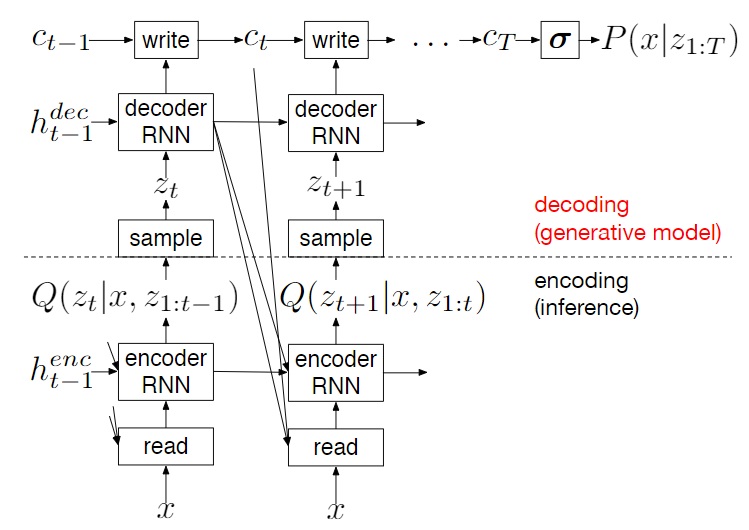 c_{t-1} write c_t write ... c_T σ P(x|z_{1:T})
h_{t-1}^{dec} decoder RNN decoder RNN
z_t z_{t+1}
decoding
(generative model)
sample sample
encoding
(inference)
Q(z_t|x, z_{1:t-1}) Q(z_{t+1}|x, z_{1:t})
h_{t-1}^{enc} encoder RNN encoder RNN
read read
x x